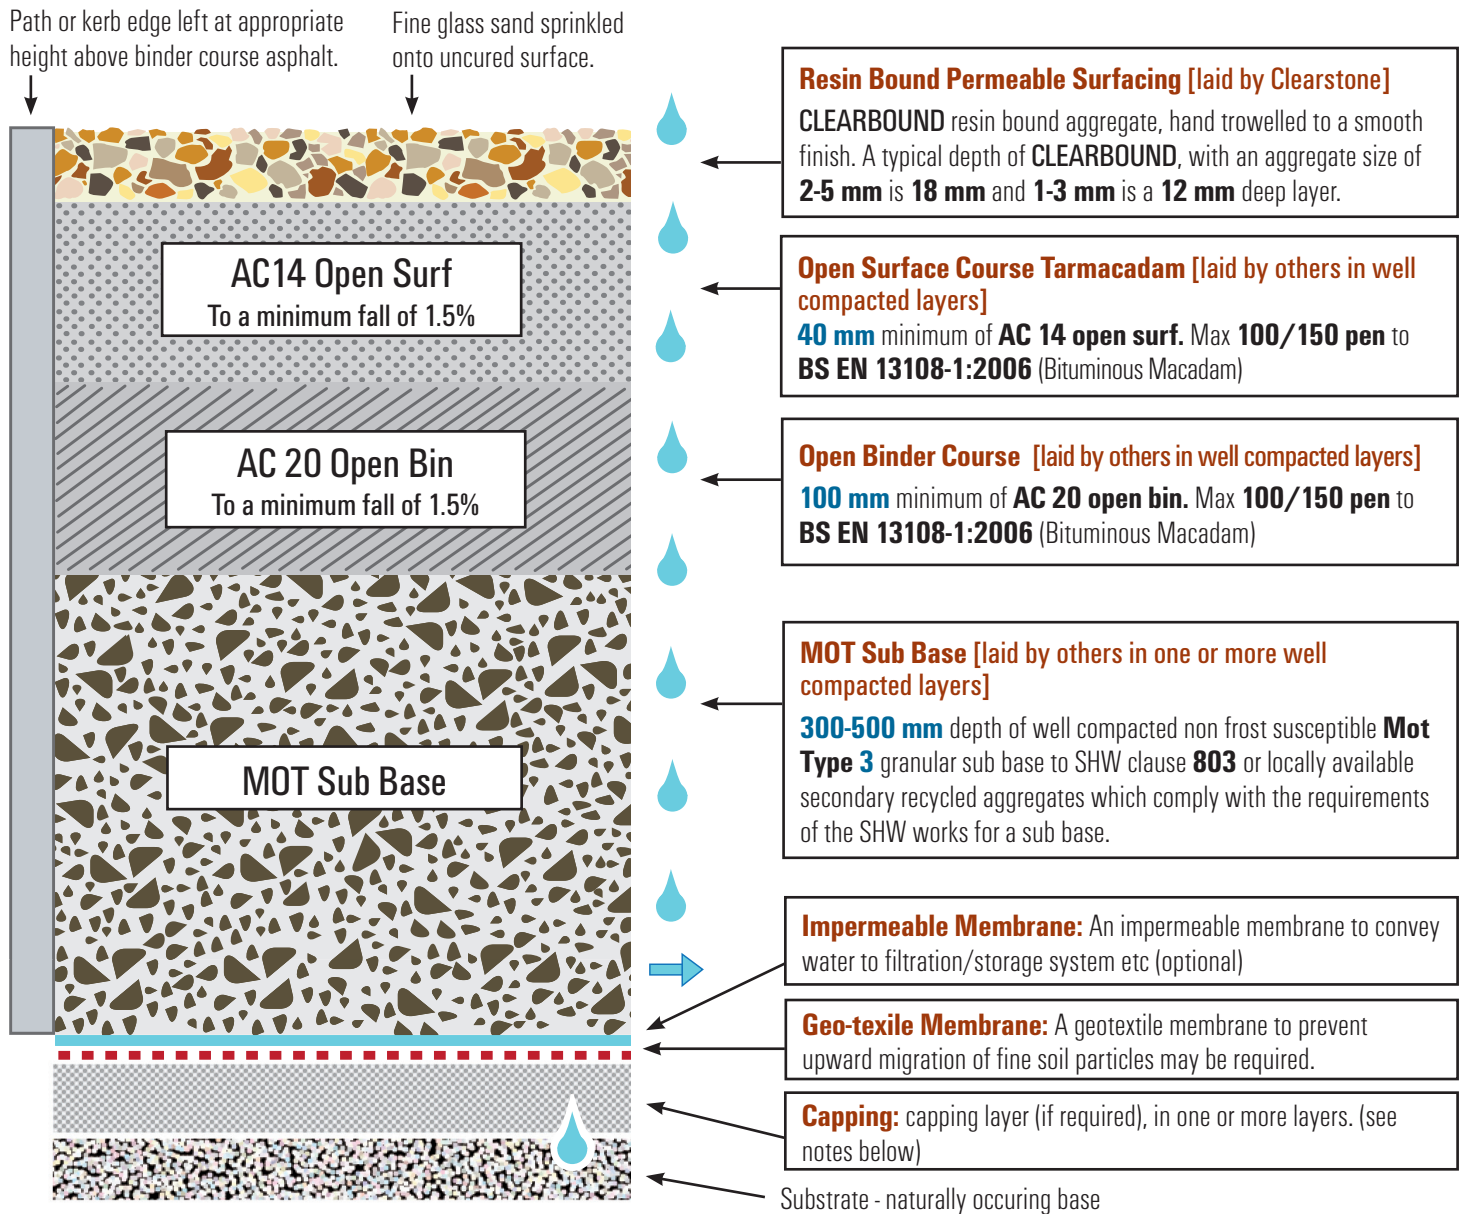 Path or kerb edge left at appropriate
height above binder course asphalt.
Fine glass sand sprinkled
onto uncured surface.
Resin Bound Permeable Surfacing [laid by Clearstone]
CLEARBOUND resin bound aggregate, hand trowelled to a smooth
finish. A typical depth of CLEARBOUND, with an aggregate size of
2-5 mm is 18 mm and 1-3 mm is a 12 mm deep layer.
AC14 Open Surf
To a minimum fall of 1.5%
Open Surface Course Tarmacadam [laid by others in well
compacted layers]
40 mm minimum of AC 14 open surf. Max 100/150 pen to
BS EN 13108-1:2006 (Bituminous Macadam)
AC 20 Open Bin
To a minimum fall of 1.5%
Open Binder Course [laid by others in well compacted layers]
100 mm minimum of AC 20 open bin. Max 100/150 pen to
BS EN 13108-1:2006 (Bituminous Macadam)
MOT Sub Base
MOT Sub Base [laid by others in one or more well
compacted layers]
300-500 mm depth of well compacted non frost susceptible Mot
Type 3 granular sub base to SHW clause 803 or locally available
secondary recycled aggregates which comply with the requirements
of the SHW works for a sub base.
Impermeable Membrane: An impermeable membrane to convey
water to filtration/storage system etc (optional)
Geo-texile Membrane: A geotextile membrane to prevent
upward migration of fine soil particles may be required.
Capping: capping layer (if required), in one or more layers. (see
notes below)
Substrate - naturally occuring base